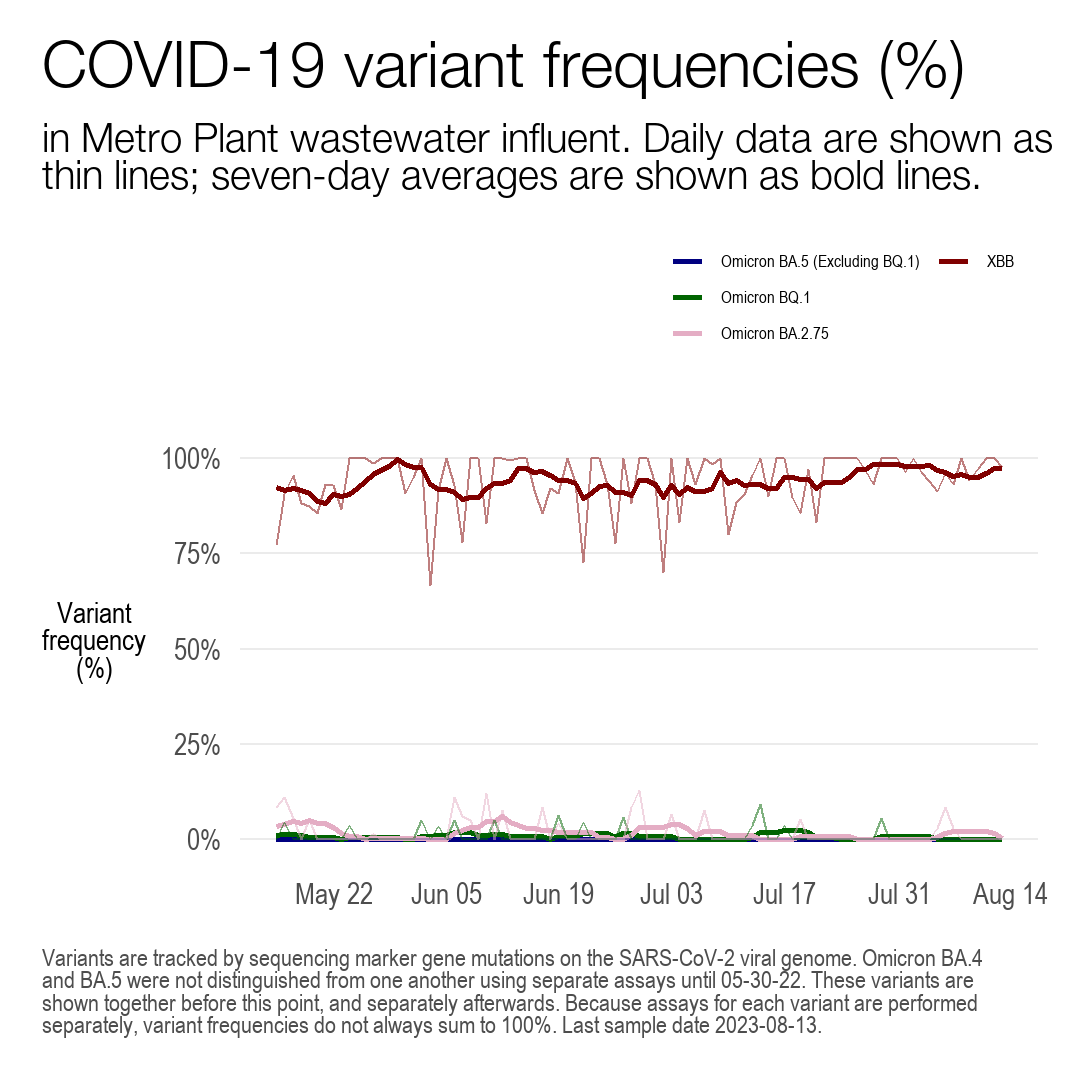 COVID-19 variant frequencies (%)
in Metro Plant wastewater influent. Daily data are shown as
thin lines; seven-day averages are shown as bold lines.
Omicron BA.5 (Excluding BQ.1)
XBB
Omicron BQ.1
Omicron BA.2.75
100%
75%
50%
25%
0%
Variant
frequency
(%)
May 22
Jun 05
Jun 19
Jul 03
Jul 17
Jul 31
Aug 14
Variants are tracked by sequencing marker gene mutations on the SARS-CoV-2 viral genome. Omicron BA.4
and BA.5 were not distinguished from one another using separate assays until 05-30-22. These variants are
shown together before this point, and separately afterwards. Because assays for each variant are performed
separately, variant frequencies do not always sum to 100%. Last sample date 2023-08-13.